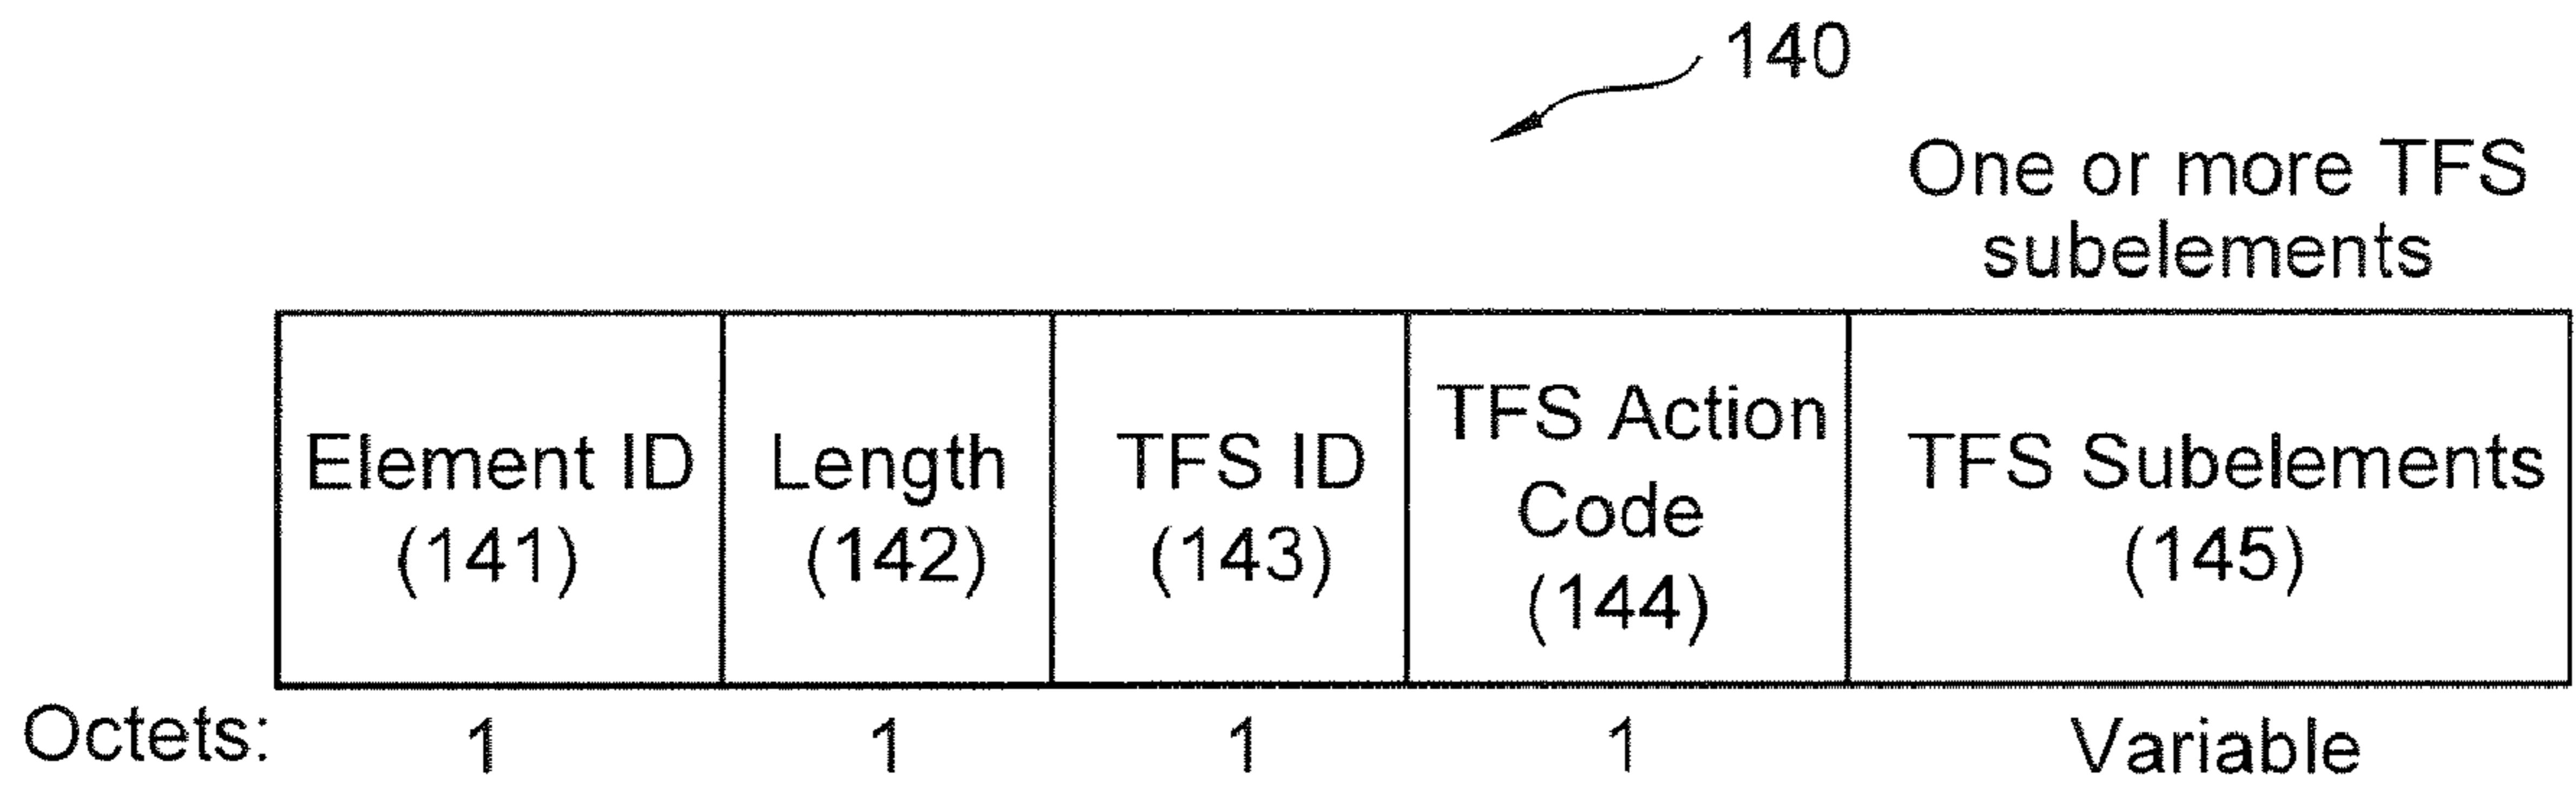 140
One or more TFS
subelements
Element ID
(141)
Length
(142)
TFS ID
(143)
TFS Action
Code
(144)
TFS Subelements
(145)
Octets: 1 1 1 1 Variable